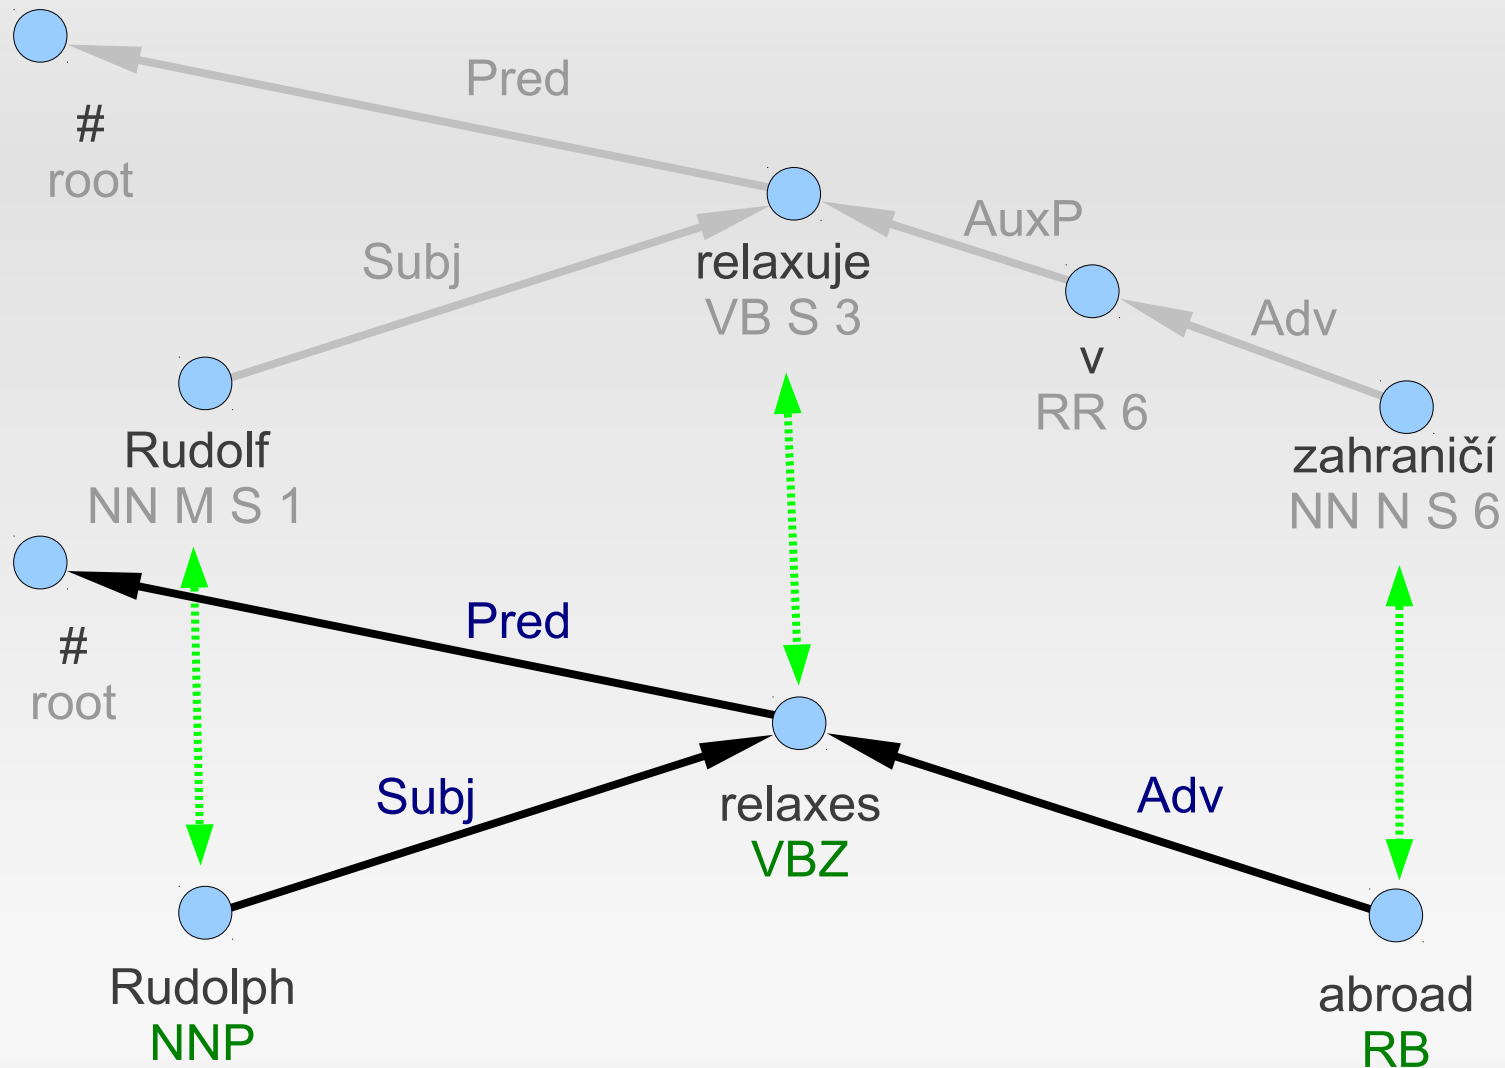 Pred
#
root
Subj
relaxuje
VB S 3
AuxP
v
RR 6
Adv
zahraničí
NN N S 6
Rudolf
NN M S 1
#
root
Pred
Subj
relaxes
VBZ
Adv
Rudolph
NNP
abroad
RB